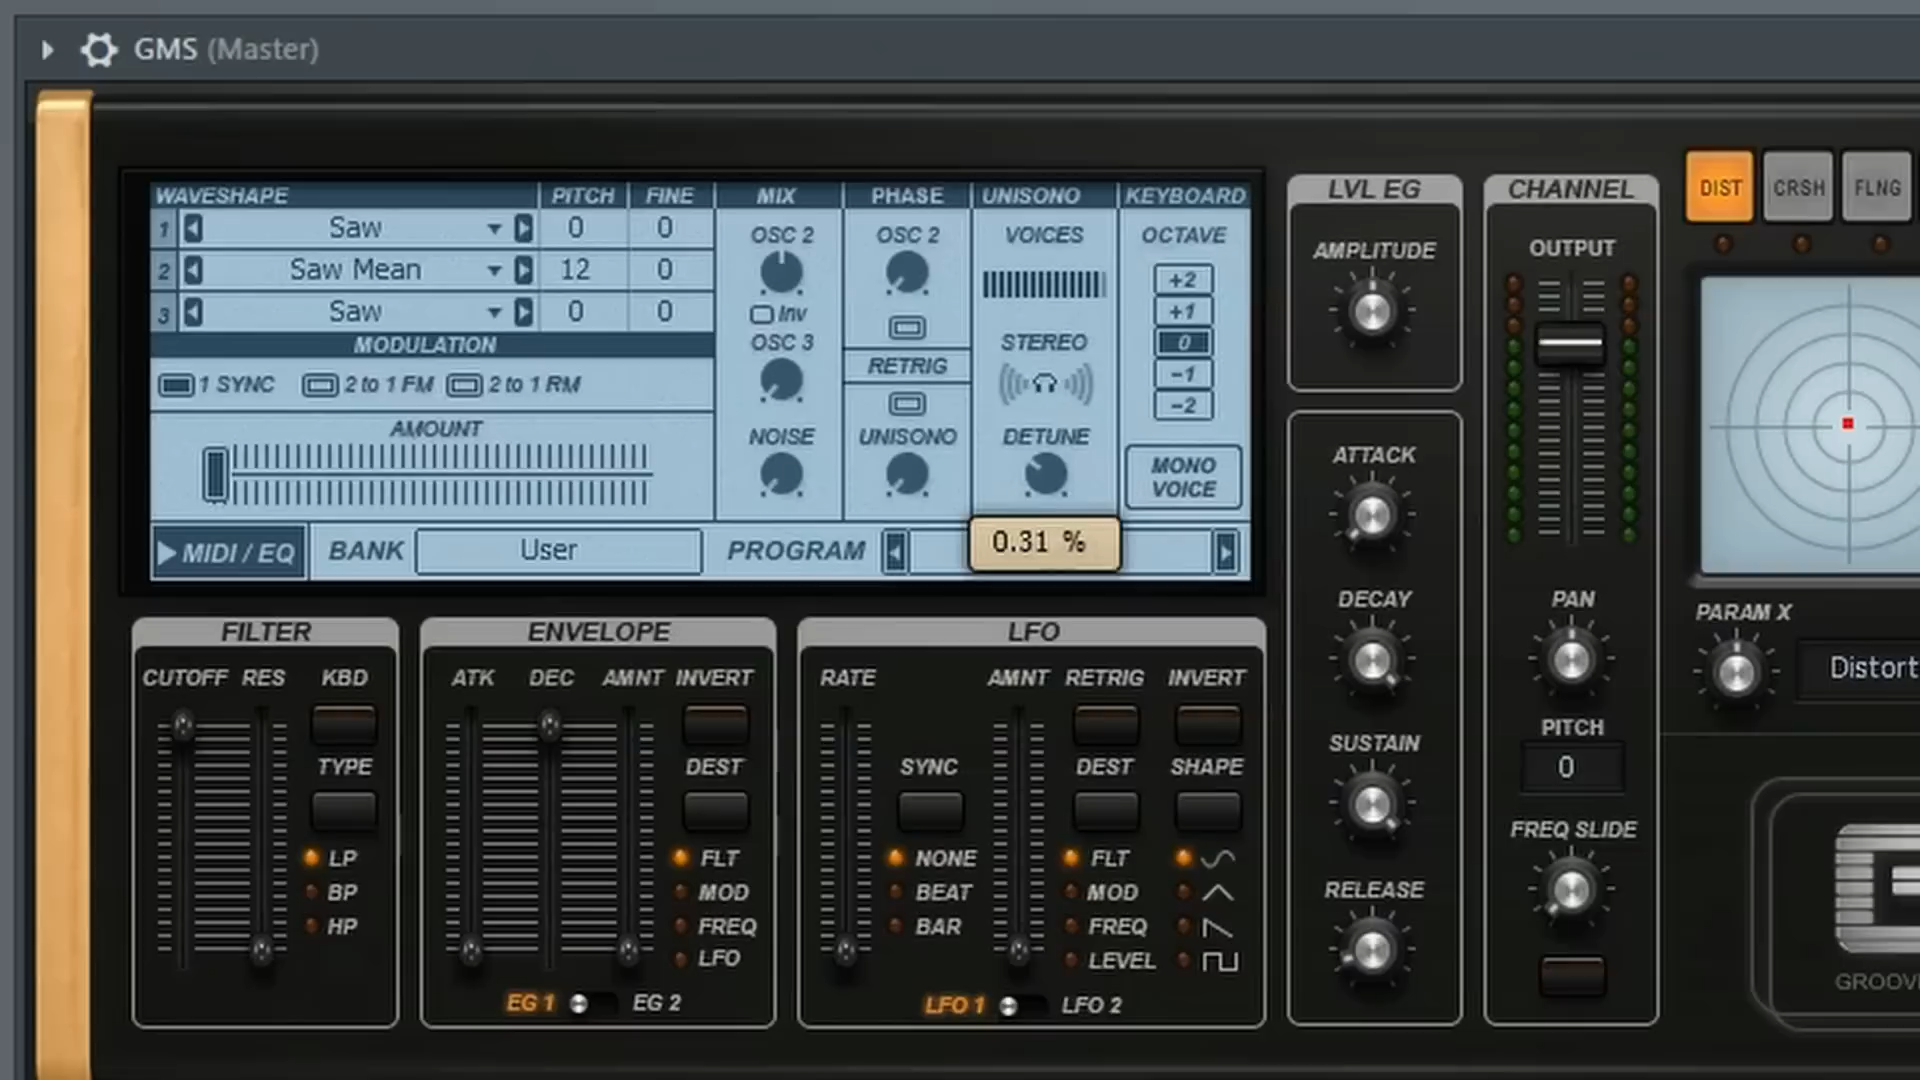 GMS (Master)
WAVESHAPE PITCH FINE MIX PHASE UNISONO KEYBOARD
1 Saw 0 0
2 Saw Mean 12 0
3 Saw 0 0
MODULATION
1 SYNC 2 to 1 FM 2 to 1 RM
AMOUNT
OSC 2
Inv
OSC 3
NOISE
OSC 2
RETRIG
UNISONO
VOICES
STEREO
DETUNE
OCTAVE
+2
+1
0
-1
-2
MONO
VOICE
MIDI / EQ BANK User PROGRAM 0.31 %
LVL EG
AMPLITUDE
ATTACK
DECAY
SUSTAIN
RELEASE
CHANNEL
OUTPUT
PAN
PITCH
0
FREQ SLIDE
DIST CRSH FLNG
PARAM X
Distort
GROOV
FILTER
CUTOFF RES KBD
TYPE
LP
BP
HP
ENVELOPE
ATK DEC AMNT INVERT
DEST
FLT
MOD
FREQ
LFO
EG 1 EG 2
LFO
RATE AMNT RETRIG INVERT
SYNC DEST SHAPE
NONE FLT
BEAT MOD
BAR FREQ
LEVEL
LFO 1 LFO 2